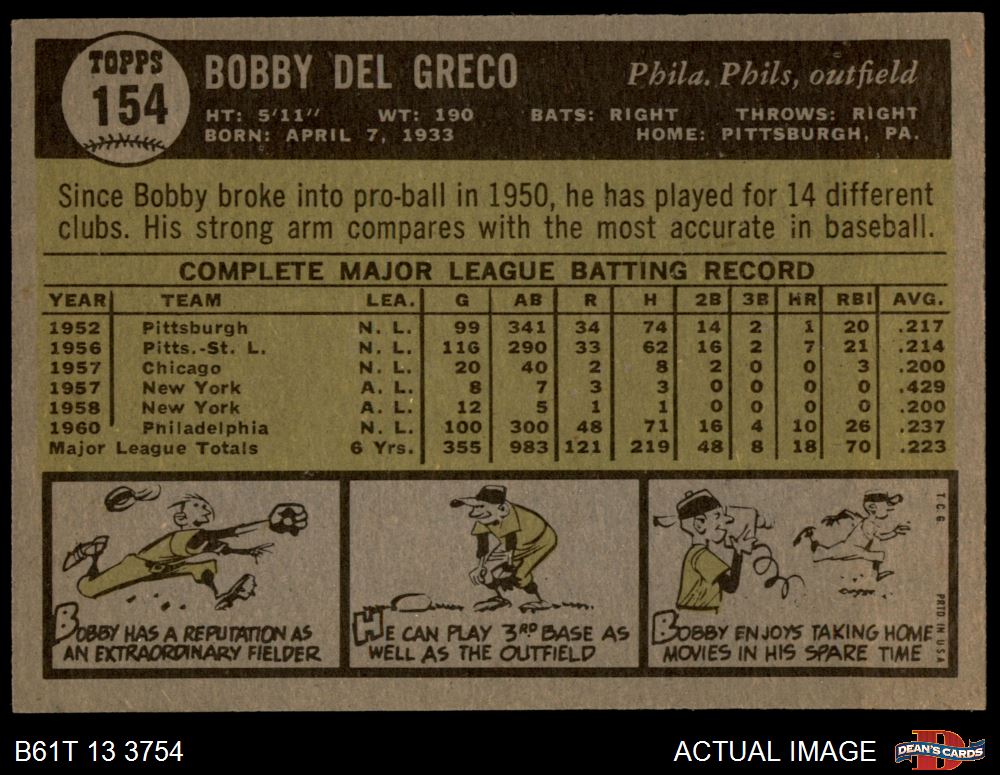 TOPPS
154
BOBBY DEL GRECO
Phila. Phils, outfield
HT: 5'11" WT: 190 BATS: RIGHT THROWS: RIGHT
BORN: APRIL 7, 1933 HOME: PITTSBURGH, PA.
Since Bobby broke into pro-ball in 1950, he has played for 14 different
clubs. His strong arm compares with the most accurate in baseball.
COMPLETE MAJOR LEAGUE BATTING RECORD
YEAR TEAM LEA. G AB R H 2B 3B HR RBI AVG.
1952 Pittsburgh N. L. 99 341 34 74 14 2 1 20 .217
1956 Pitts.-St. L. N. L. 116 290 33 62 16 2 7 21 .214
1957 Chicago N. L. 20 40 2 8 2 0 0 3 .200
1957 New York A. L. 8 7 3 3 0 0 0 0 .429
1958 New York A. L. 12 5 1 1 0 0 0 0 .200
1960 Philadelphia N. L. 100 300 48 71 16 4 10 26 .237
Major League Totals 6 Yrs. 355 983 121 219 48 8 18 70 .223
BOBBY HAS A REPUTATION AS
AN EXTRAORDINARY FIELDER
HE CAN PLAY 3RD BASE AS
WELL AS THE OUTFIELD
BOBBY ENJOYS TAKING HOME
MOVIES IN HIS SPARE TIME
T.C.G.
PRTD IN U.S.A.
B61T 13 3754
ACTUAL IMAGE
DEAN'S CARDS